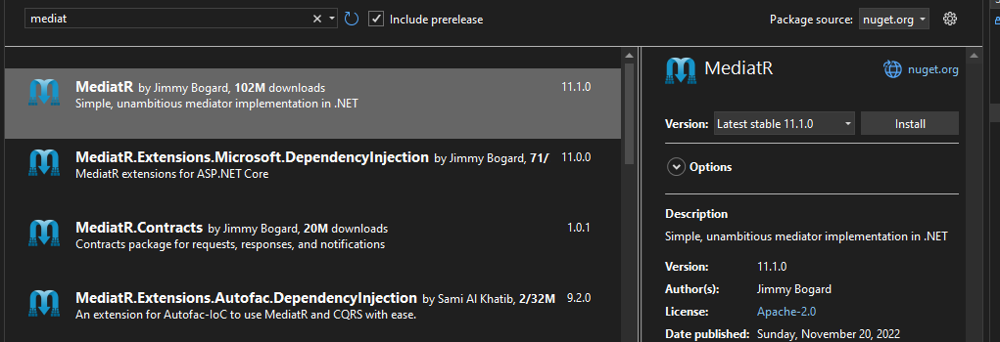 mediat
Include prerelease
Package source: nuget.org
MediatR by Jimmy Bogard, 102M downloads 11.1.0
Simple, unambitious mediator implementation in .NET
MediatR.Extensions.Microsoft.DependencyInjection by Jimmy Bogard, 71/ 11.0.0
MediatR extensions for ASP.NET Core
MediatR.Contracts by Jimmy Bogard, 20M downloads 1.0.1
Contracts package for requests, responses, and notifications
MediatR.Extensions.Autofac.DependencyInjection by Sami Al Khatib, 2/32M 9.2.0
An extension for Autofac-IoC to use MediatR and CQRS with ease.
MediatR nuget.org
Version: Latest stable 11.1.0 Install
Options
Description
Simple, unambitious mediator implementation in .NET
Version: 11.1.0
Author(s): Jimmy Bogard
License: Apache-2.0
Date published: Sunday, November 20, 2022